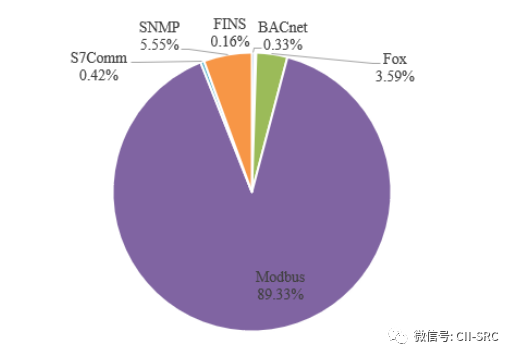 SNMP
5.55%
FINS
0.16%
BACnet
0.33%
S7Comm
0.42%
Fox
3.59%
Modbus
89.33%
微信号: CII-SRC